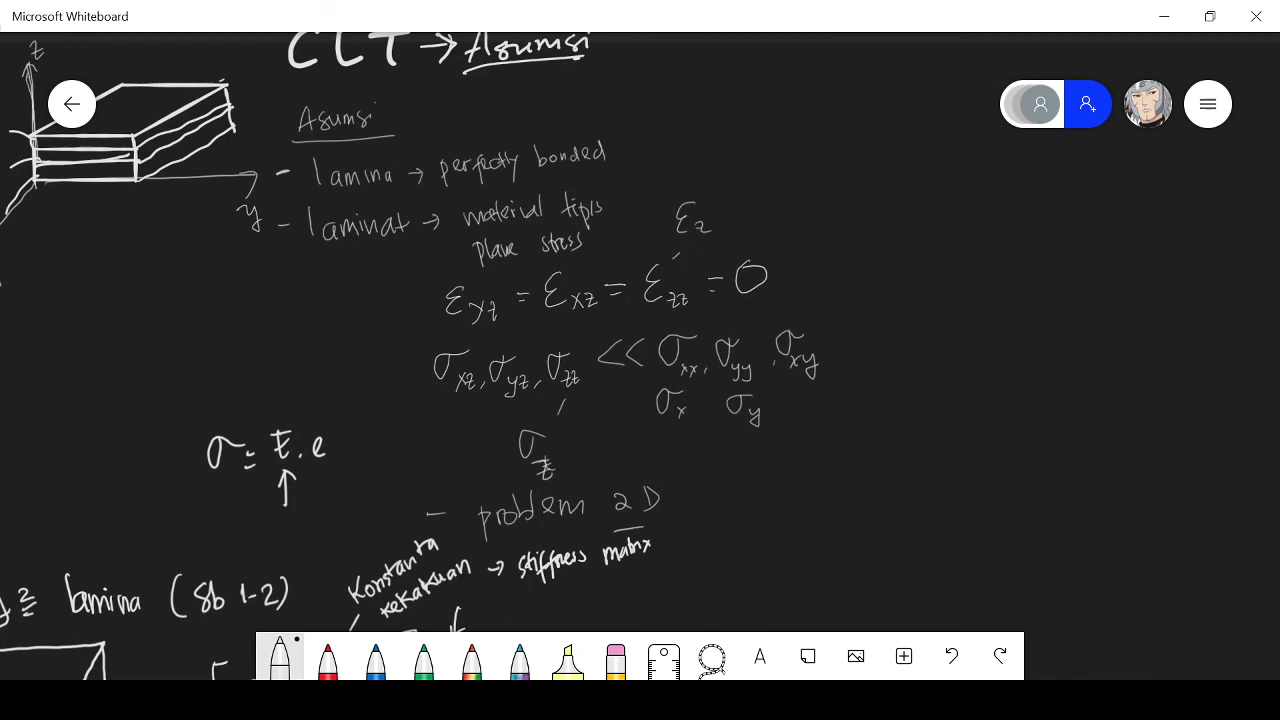 Microsoft Whiteboard
CLT → Asumsi
z
y
Asumsi
- lamina → perfectly bonded
- laminat → material tipis
plane stress
εz
εyz = εxz = εzz = 0
σxz, σyz, σzz << σxx, σyy, σxy
σx σy
σz
σ = E . e
- problem 2D
Konstanta
kekakuan → stiffness matrix
lamina (Sb 1-2)
A